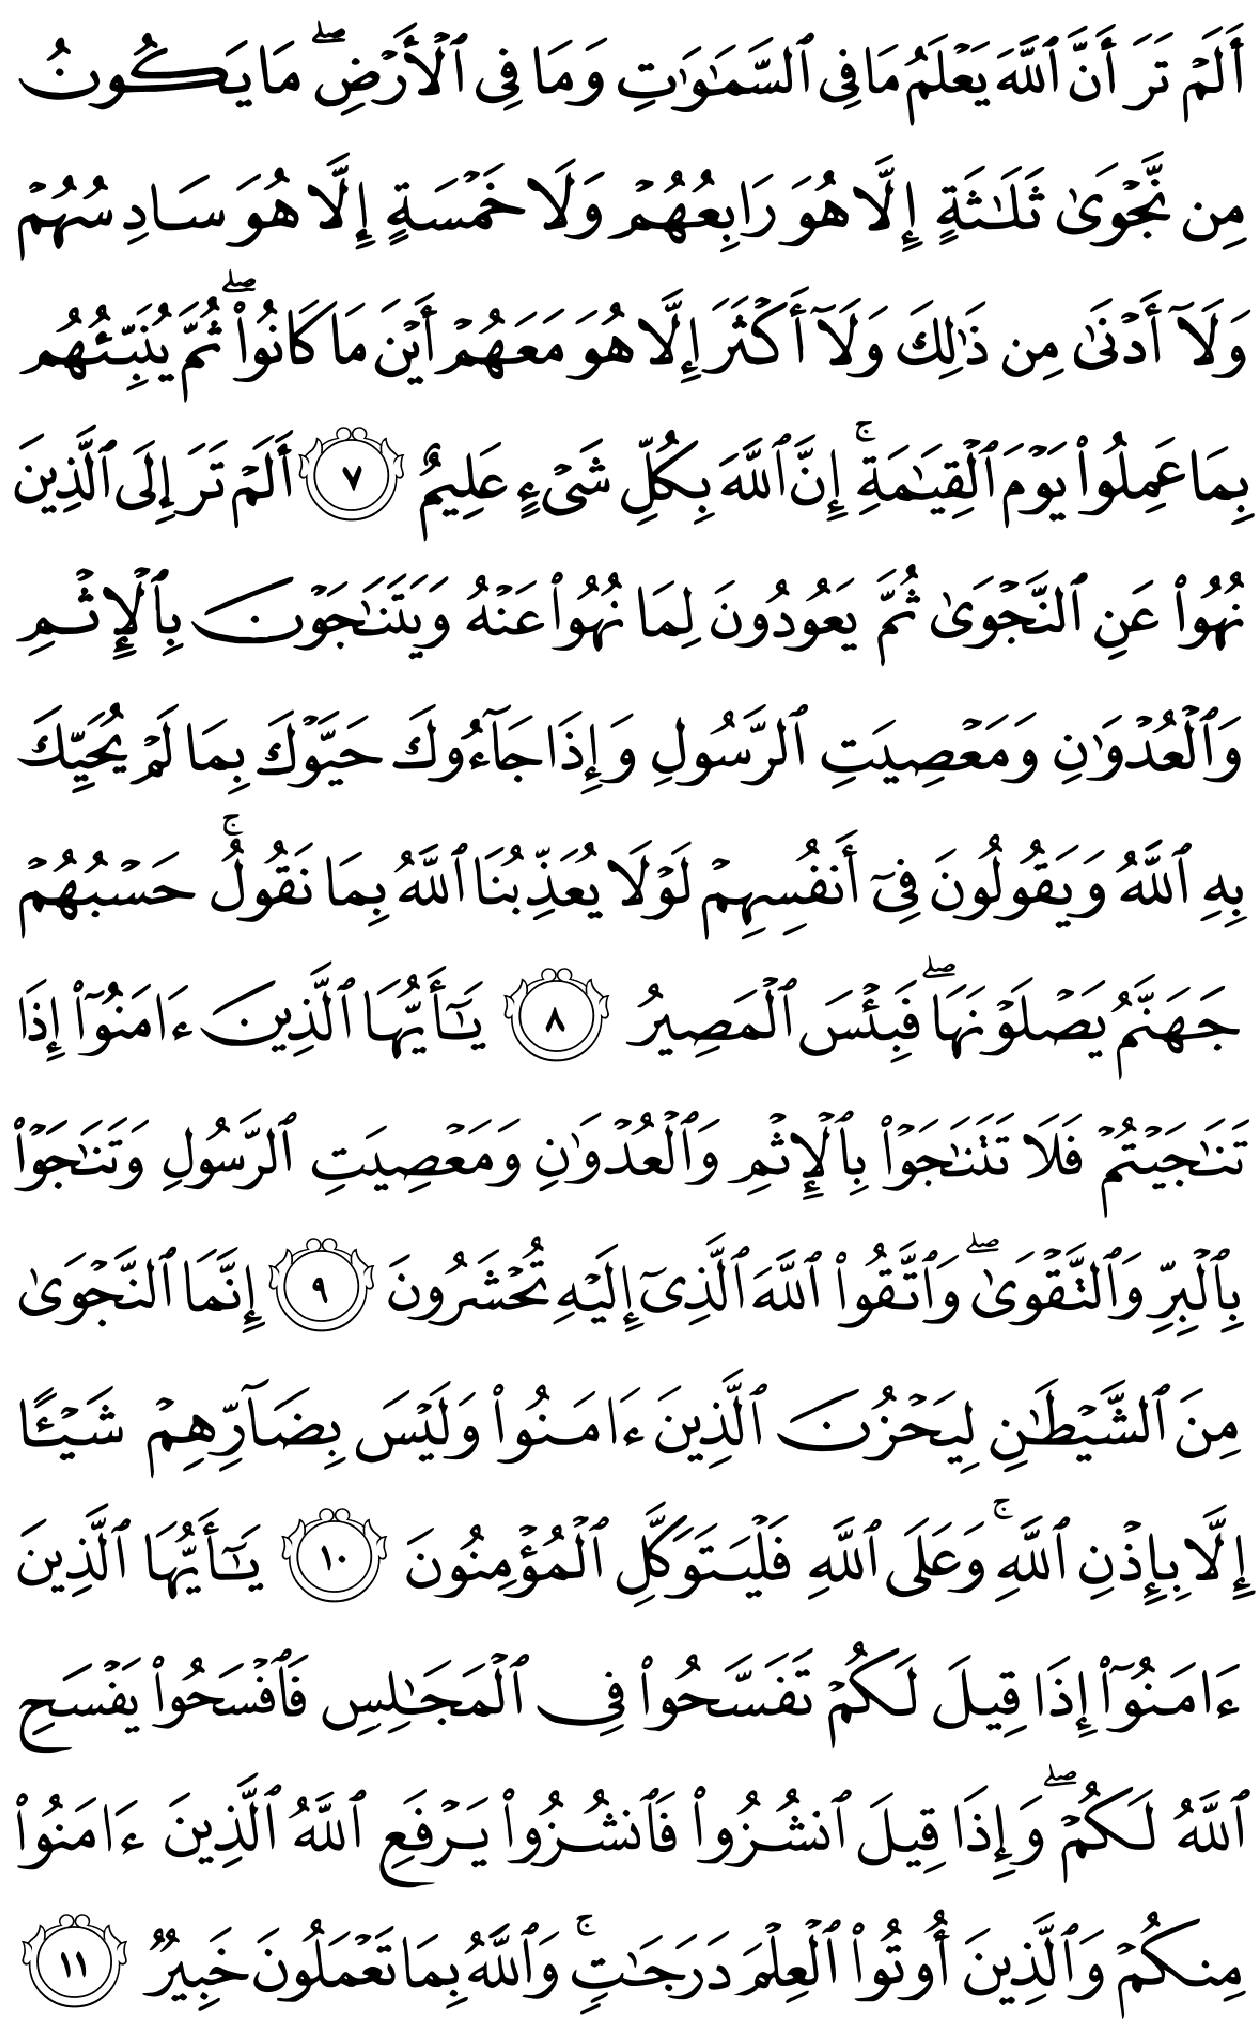 أَلَمۡ تَرَ أَنَّ ٱللَّهَ يَعۡلَمُ مَا فِي ٱلسَّمَٰوَٰتِ وَمَا فِي ٱلۡأَرۡضِۖ مَا يَكُونُ
مِن نَّجۡوَىٰ ثَلَٰثَةٍ إِلَّا هُوَ رَابِعُهُمۡ وَلَا خَمۡسَةٍ إِلَّا هُوَ سَادِسُهُمۡ
وَلَآ أَدۡنَىٰ مِن ذَٰلِكَ وَلَآ أَكۡثَرَ إِلَّا هُوَ مَعَهُمۡ أَيۡنَ مَا كَانُواْۖ ثُمَّ يُنَبِّئُهُم
بِمَا عَمِلُواْ يَوۡمَ ٱلۡقِيَٰمَةِۚ إِنَّ ٱللَّهَ بِكُلِّ شَيۡءٍ عَلِيمٌ ٧ أَلَمۡ تَرَ إِلَى ٱلَّذِينَ
نُهُواْ عَنِ ٱلنَّجۡوَىٰ ثُمَّ يَعُودُونَ لِمَا نُهُواْ عَنۡهُ وَيَتَنَٰجَوۡنَ بِٱلۡإِثۡمِ
وَٱلۡعُدۡوَٰنِ وَمَعۡصِيَتِ ٱلرَّسُولِ وَإِذَا جَآءُوكَ حَيَّوۡكَ بِمَا لَمۡ يُحَيِّكَ
بِهِ ٱللَّهُ وَيَقُولُونَ فِيٓ أَنفُسِهِمۡ لَوۡلَا يُعَذِّبُنَا ٱللَّهُ بِمَا نَقُولُۚ حَسۡبُهُمۡ
جَهَنَّمُ يَصۡلَوۡنَهَاۖ فَبِئۡسَ ٱلۡمَصِيرُ ٨ يَٰٓأَيُّهَا ٱلَّذِينَ ءَامَنُوٓاْ إِذَا
تَنَٰجَيۡتُمۡ فَلَا تَتَنَٰجَوۡاْ بِٱلۡإِثۡمِ وَٱلۡعُدۡوَٰنِ وَمَعۡصِيَتِ ٱلرَّسُولِ وَتَنَٰجَوۡاْ
بِٱلۡبِرِّ وَٱلتَّقۡوَىٰۖ وَٱتَّقُواْ ٱللَّهَ ٱلَّذِيٓ إِلَيۡهِ تُحۡشَرُونَ ٩ إِنَّمَا ٱلنَّجۡوَىٰ
مِنَ ٱلشَّيۡطَٰنِ لِيَحۡزُنَ ٱلَّذِينَ ءَامَنُواْ وَلَيۡسَ بِضَآرِّهِمۡ شَيۡـًٔا
إِلَّا بِإِذۡنِ ٱللَّهِۚ وَعَلَى ٱللَّهِ فَلۡيَتَوَكَّلِ ٱلۡمُؤۡمِنُونَ ١٠ يَٰٓأَيُّهَا ٱلَّذِينَ
ءَامَنُوٓاْ إِذَا قِيلَ لَكُمۡ تَفَسَّحُواْ فِي ٱلۡمَجَٰلِسِ فَٱفۡسَحُواْ يَفۡسَحِ
ٱللَّهُ لَكُمۡۖ وَإِذَا قِيلَ ٱنشُزُواْ فَٱنشُزُواْ يَرۡفَعِ ٱللَّهُ ٱلَّذِينَ ءَامَنُواْ
مِنكُمۡ وَٱلَّذِينَ أُوتُواْ ٱلۡعِلۡمَ دَرَجَٰتٍۚ وَٱللَّهُ بِمَا تَعۡمَلُونَ خَبِيرٌ ١١